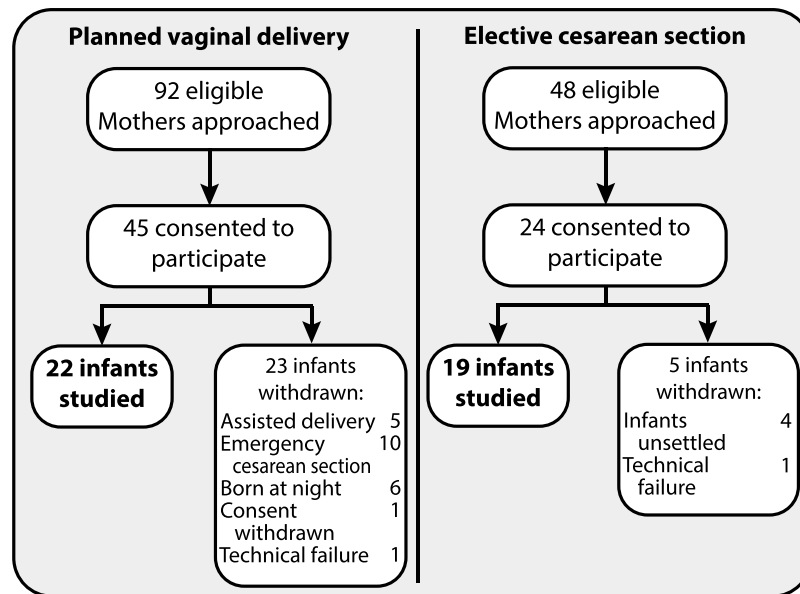 Planned vaginal delivery
92 eligible
Mothers approached
45 consented to
participate
22 infants
studied
23 infants
withdrawn:
Assisted delivery 5
Emergency 10
cesarean section
Born at night 6
Consent 1
withdrawn
Technical failure 1
Elective cesarean section
48 eligible
Mothers approached
24 consented to
participate
19 infants
studied
5 infants
withdrawn:
Infants 4
unsettled
Technical 1
failure